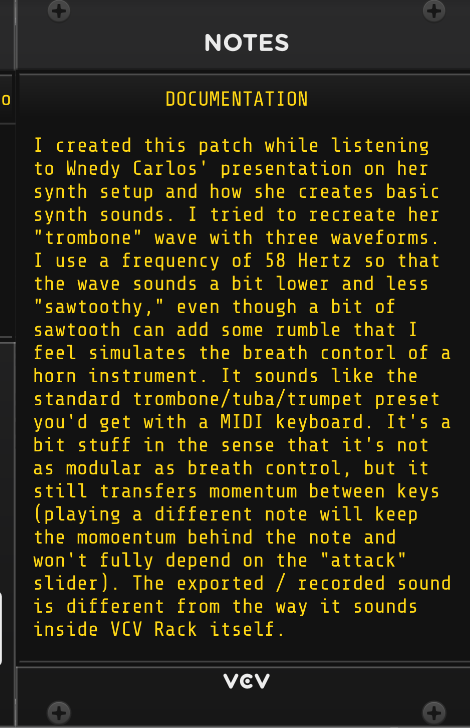 NOTES
o
DOCUMENTATION
I created this patch while listening
to Wnedy Carlos' presentation on her
synth setup and how she creates basic
synth sounds. I tried to recreate her
"trombone" wave with three waveforms.
I use a frequency of 58 Hertz so that
the wave sounds a bit lower and less
"sawtoothy," even though a bit of
sawtooth can add some rumble that I
feel simulates the breath contorl of a
horn instrument. It sounds like the
standard trombone/tuba/trumpet preset
you'd get with a MIDI keyboard. It's a
bit stuff in the sense that it's not
as modular as breath control, but it
still transfers momentum between keys
(playing a different note will keep
the momoentum behind the note and
won't fully depend on the "attack"
slider). The exported / recorded sound
is different from the way it sounds
inside VCV Rack itself.
VCV